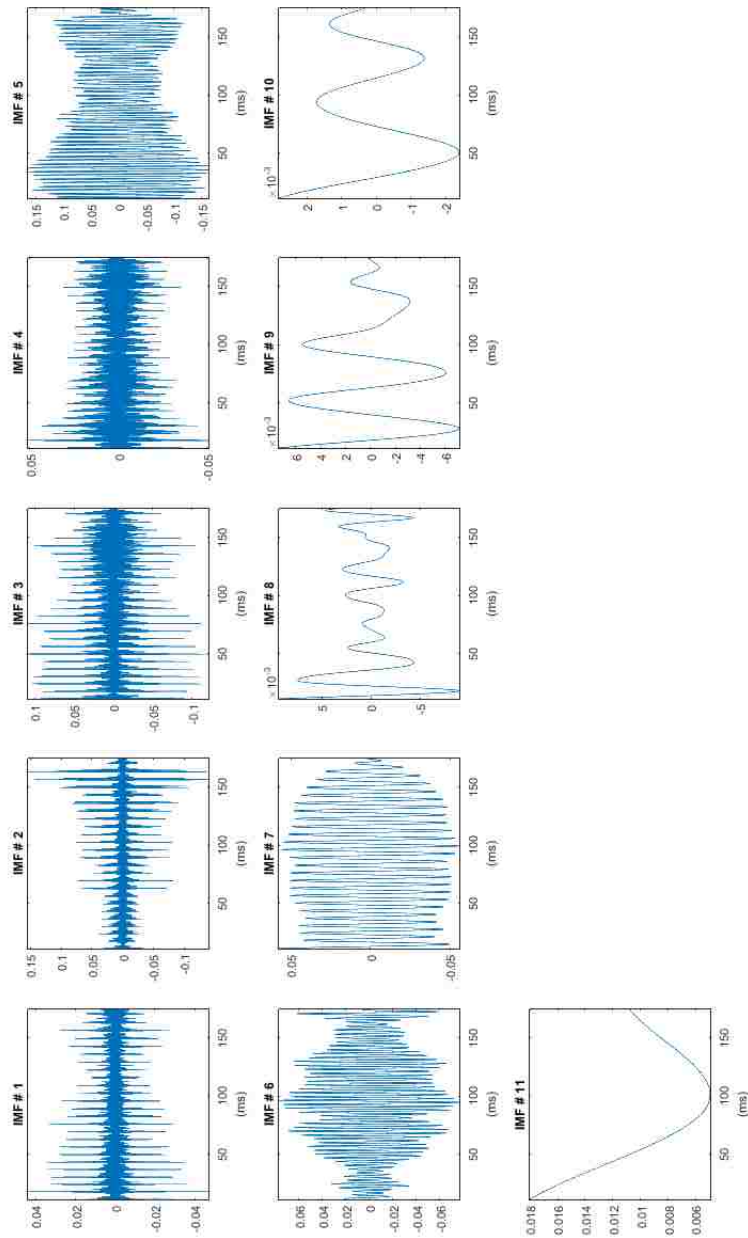 IMF # 1
0.04
0.02
0
-0.02
-0.04
50 100 150
(ms)
IMF # 2
0.15
0.1
0.05
0
-0.05
-0.1
50 100 150
(ms)
IMF # 3
0.1
0.05
0
-0.05
-0.1
50 100 150
(ms)
IMF # 4
0.05
0
-0.05
50 100 150
(ms)
IMF # 5
0.15
0.1
0.05
0
-0.05
-0.1
-0.15
50 100 150
(ms)
IMF # 6
0.06
0.04
0.02
0
-0.02
-0.04
-0.06
50 100 150
(ms)
IMF # 7
0.05
0
-0.05
50 100 150
(ms)
×10⁻³ IMF # 8
5
0
-5
50 100 150
(ms)
×10⁻³ IMF # 9
6
4
2
0
-2
-4
-6
50 100 150
(ms)
×10⁻³ IMF # 10
2
1
0
-1
-2
50 100 150
(ms)
IMF # 11
0.018
0.016
0.014
0.012
0.01
0.008
0.006
50 100 150
(ms)